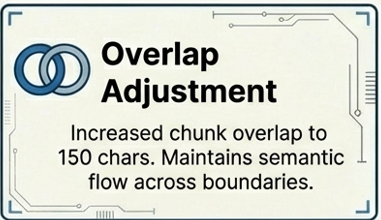 Overlap
Adjustment
Increased chunk overlap to
150 chars. Maintains semantic
flow across boundaries.